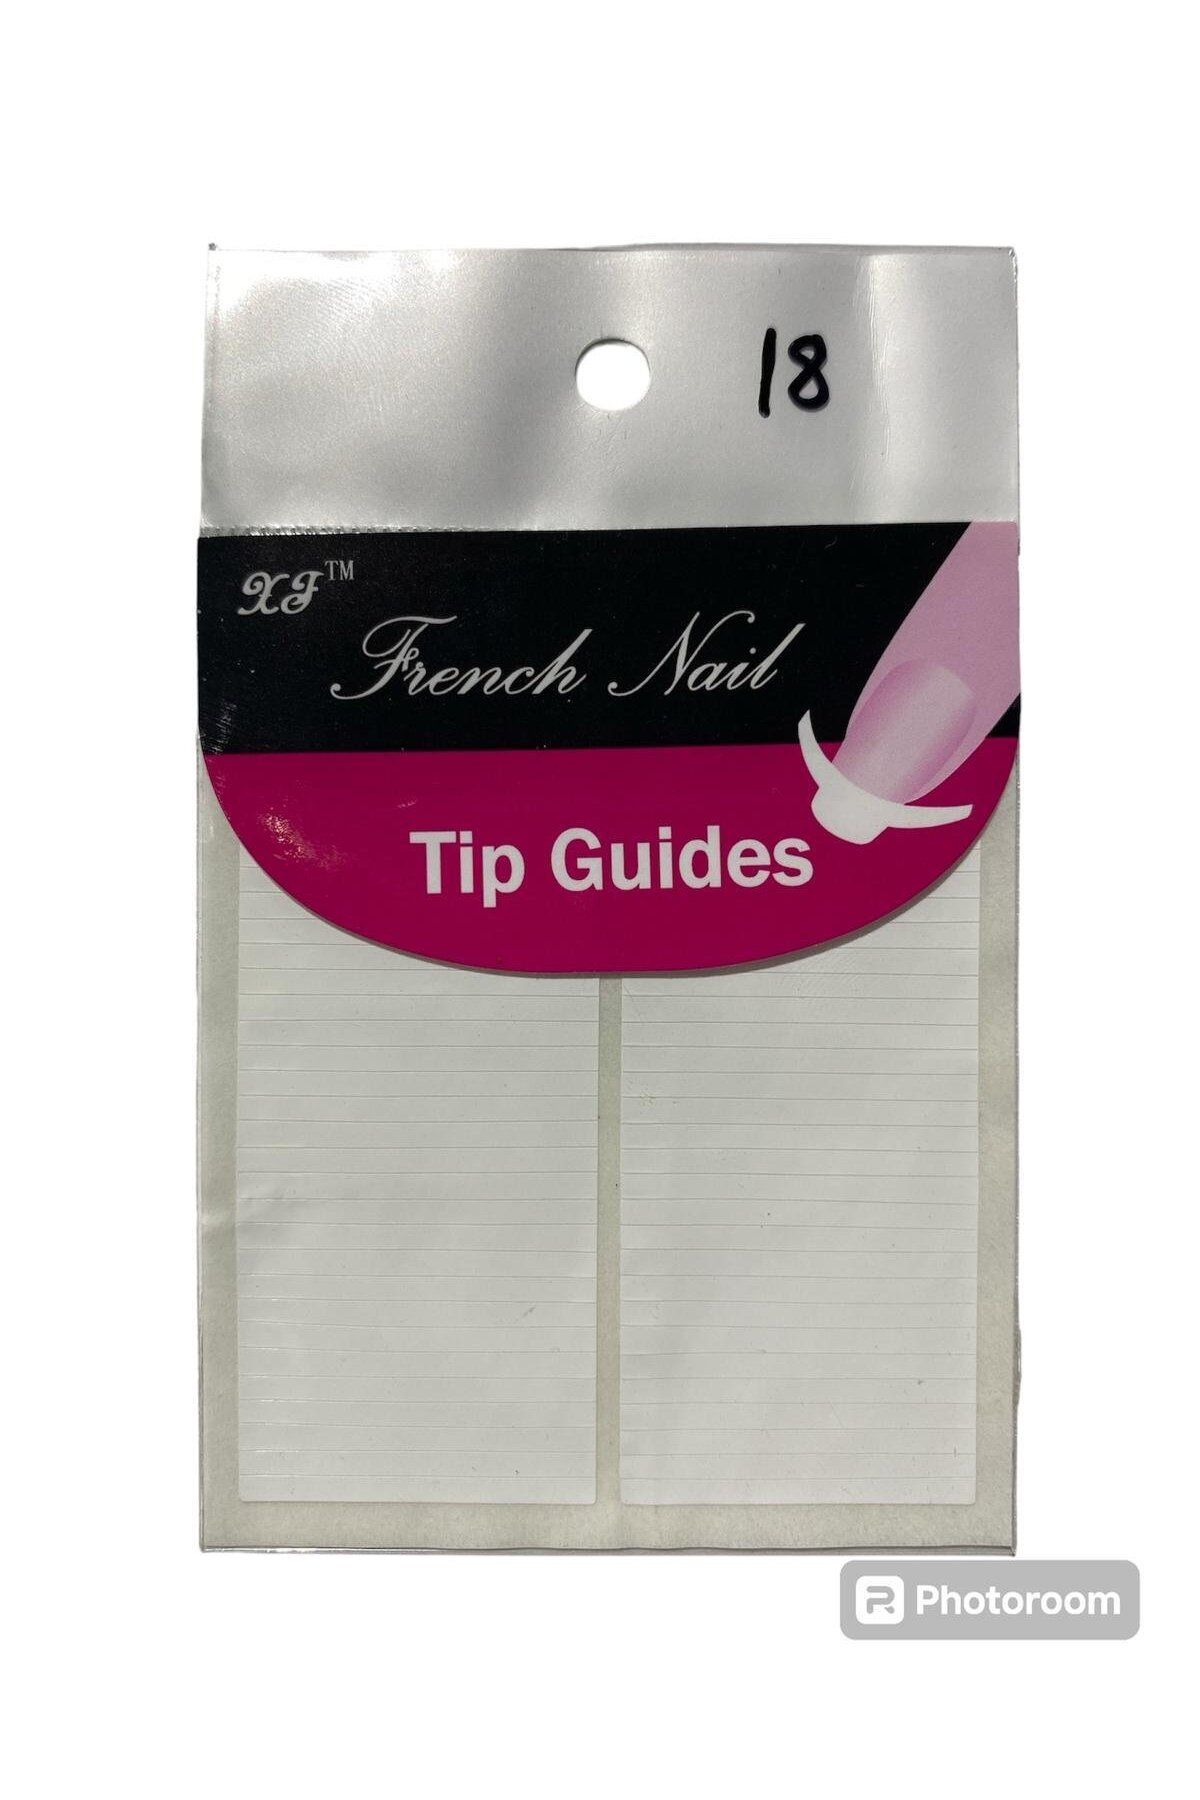 18
XF™
French Nail
Tip Guides
Photoroom